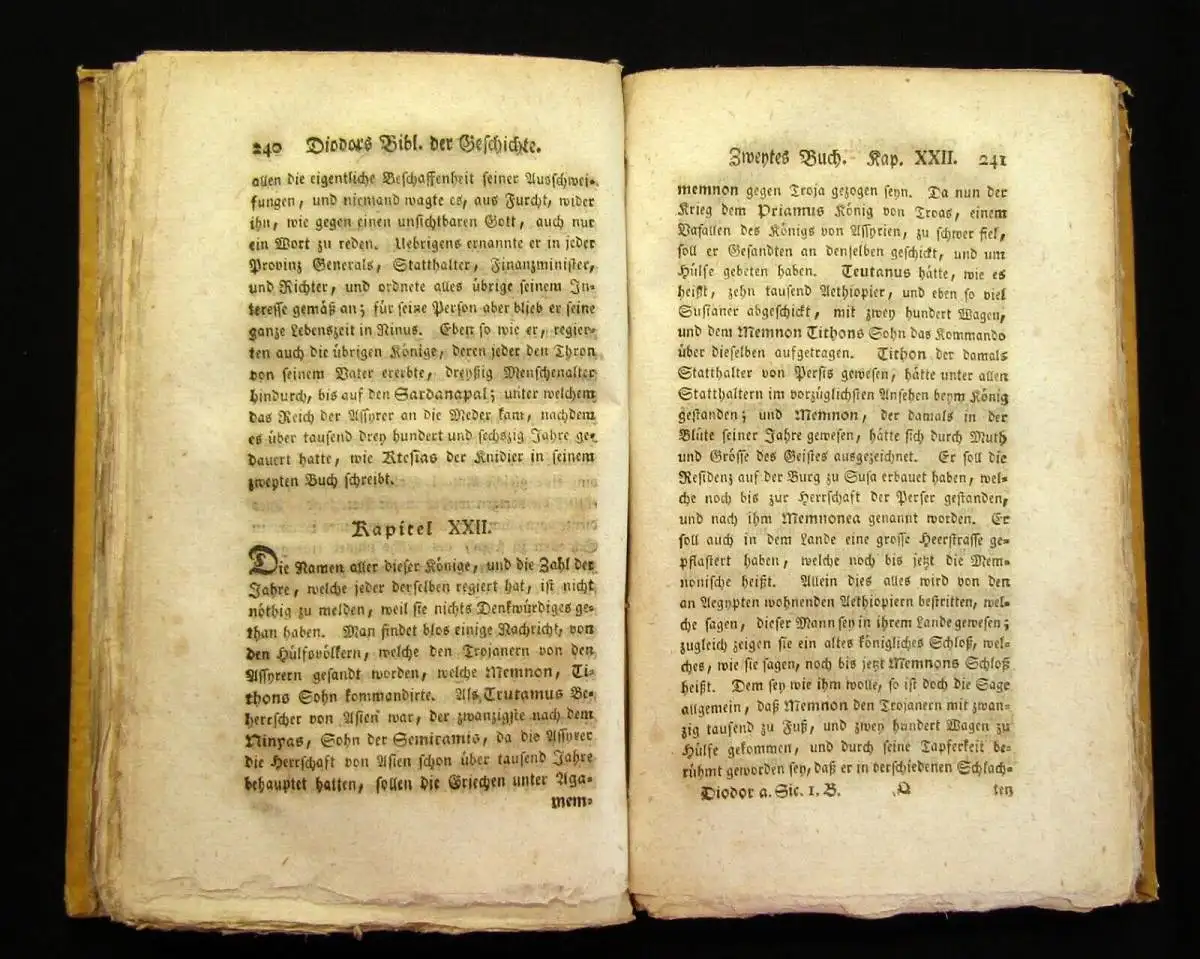 240 Diodors Bibl. der Geschichte.
allen die eigentliche Beschaffenheit seiner Ausschwei-
fungen, und niemand wagte es, aus Furcht, wider
ihn, wie gegen einen unsichtbaren Gott, auch nur
ein Wort zu reden. Uebrigens ernannte er in jeder
Provinz Generals, Statthalter, Finanzminister,
und Richter, und ordnete alles übrige seinem In-
teresse gemäß an; für seine Person aber blieb er seine
ganze Lebenszeit in Ninus. Eben so wie er, regier-
ten auch die übrigen Könige, deren jeder den Thron
von seinem Vater ererbte, dreyßig Menschenalter
hindurch, bis auf den Sardanapal; unter welchem
das Reich der Assyrer an die Meder kam, nachdem
es über tausend drey hundert und sechszig Jahre ge-
dauert hatte, wie Ktesias der Knidier in seinem
zweyten Buch schreibt.
Kapitel XXII.
Die Namen aller dieser Könige, und die Zahl der
Jahre, welche jeder derselben regiert hat, ist nicht
nöthig zu melden, weil sie nichts Denkwürdiges ge-
than haben. Man findet blos einige Nachricht, von
den Hülfsvölkern, welche den Trojanern von den
Assyrern gesandt worden, welche Memnon, Ti-
thons Sohn kommandirte. Als Teutamus Be-
herrscher von Asien war, der zwanzigste nach dem
Ninyas, Sohn der Semiramis, da die Assyrer
die Herrschaft von Asien schon über tausend Jahre
behauptet hatten, sollen die Griechen unter Aga-
mem-
Zweytes Buch. Kap. XXII. 241
memnon gegen Troja gezogen seyn. Da nun der
Krieg dem Priamus König von Troas, einem
Vasallen des Königs von Assyrien, zu schwer fiel,
soll er Gesandten an denselben geschickt, und um
Hülfe gebeten haben. Teutanus hätte, wie es
heißt, zehn tausend Aethiopier, und eben so viel
Susianer abgeschickt, mit zwey hundert Wagen,
und dem Memnon Tithons Sohn das Kommando
über dieselben aufgetragen. Tithon der damals
Statthalter von Persis gewesen, hätte unter allen
Statthaltern im vorzüglichsten Ansehen beym König
gestanden; und Memnon, der damals in der
Blüte seiner Jahre gewesen, hätte sich durch Muth
und Grösse des Geistes ausgezeichnet. Er soll die
Residenz auf der Burg zu Susa erbauet haben, wel-
che noch bis zur Herrschaft der Perser gestanden,
und nach ihm Memnonea genannt worden. Er
soll auch in dem Lande eine grosse Heerstrasse ge-
pflastert haben, welche noch bis jetzt die Mem-
nonische heißt. Allein dies alles wird von den
an Aegypten wohnenden Aethiopiern bestritten, wel-
che sagen, dieser Mann sey in ihrem Lande gewesen;
zugleich zeigen sie ein altes königliches Schloß, wel-
ches, wie sie sagen, noch bis jetzt Memnons Schloß
heißt. Dem sey wie ihm wolle, so ist doch die Sage
allgemein, daß Memnon den Trojanern mit zwan-
zig tausend zu Fuß, und zwey hundert Wagen zu
Hülfe gekommen, und durch seine Tapferkeit be-
rühmt geworden sey, daß er in verschiedenen Schlach-
Diodor a. Sic. 1. B. Q ten